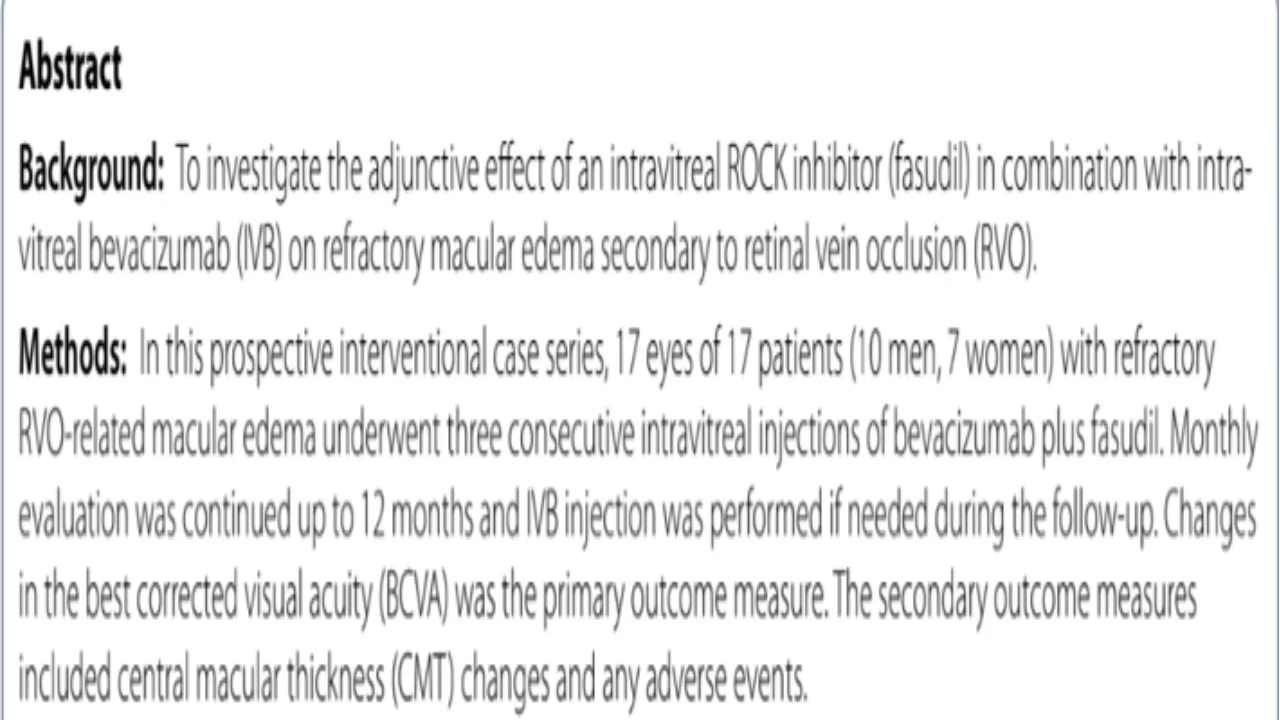 Abstract
Background: To investigate the adjunctive effect of an intravitreal ROCK inhibitor (fasudil) in combination with intra-
vitreal bevacizumab (IVB) on refractory macular edema secondary to retinal vein occlusion (RVO).
Methods: In this prospective interventional case series, 17 eyes of 17 patients (10 men, 7 women) with refractory
RVO-related macular edema underwent three consecutive intravitreal injections of bevacizumab plus fasudil. Monthly
evaluation was continued up to 12 months and IVB injection was performed if needed during the follow-up. Changes
in the best corrected visual acuity (BCVA) was the primary outcome measure. The secondary outcome measures
included central macular thickness (CMT) changes and any adverse events.